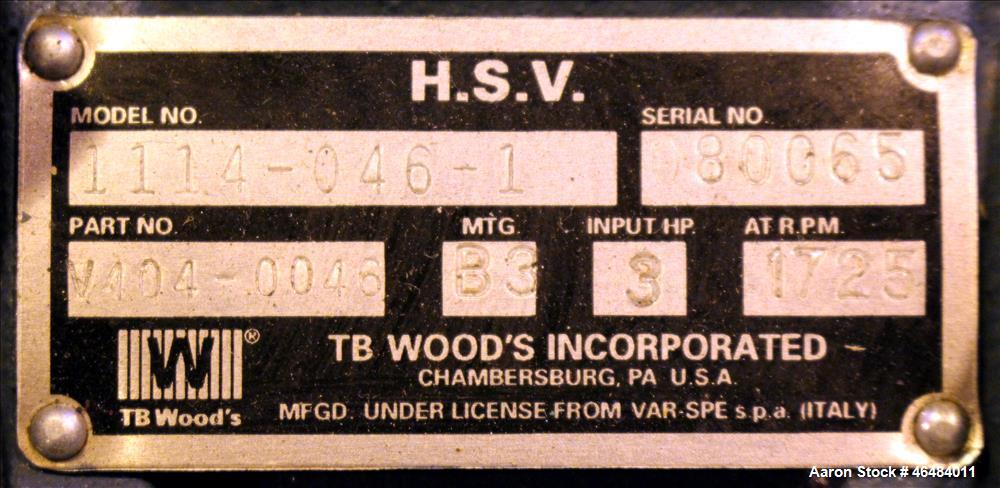 H.S.V.
MODEL NO. SERIAL NO.
1114-046-1 080065
PART NO. MTG. INPUT HP. AT R.P.M.
V404-0046 B3 3 1725
W ®
TB WOOD'S INCORPORATED
CHAMBERSBURG, PA U.S.A.
TB Wood's MFGD. UNDER LICENSE FROM VAR-SPE s.p.a. (ITALY)
Aaron Stock # 46484011